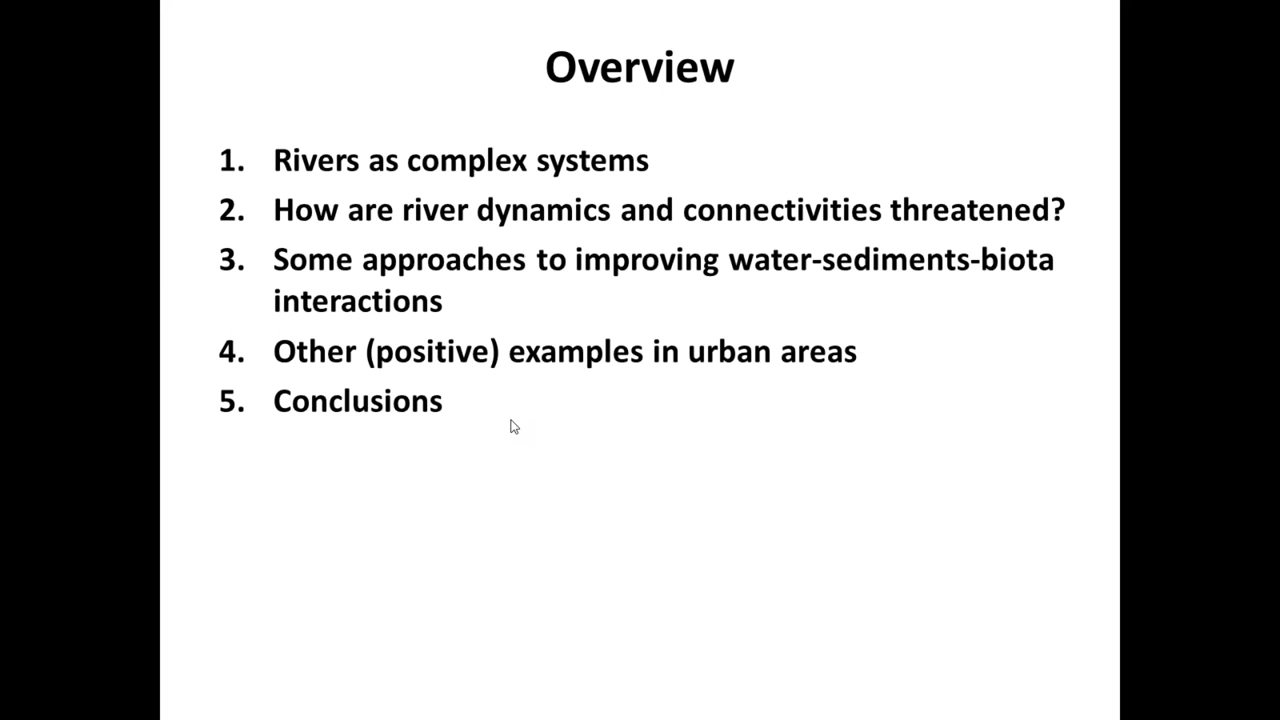 Overview
1. Rivers as complex systems
2. How are river dynamics and connectivities threatened?
3. Some approaches to improving water-sediments-biota
interactions
4. Other (positive) examples in urban areas
5. Conclusions